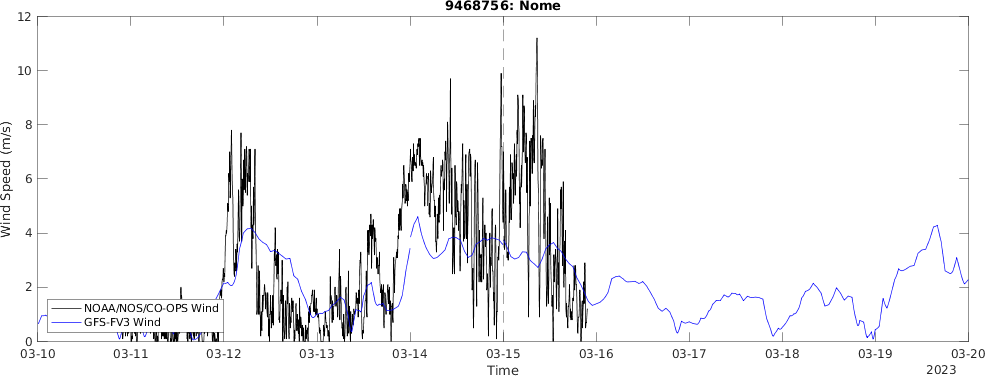 9468756: Nome
12
10
8
6
4
2
0
Wind Speed (m/s)
NOAA/NOS/CO-OPS Wind
GFS-FV3 Wind
03-10 03-11 03-12 03-13 03-14 03-15 03-16 03-17 03-18 03-19 03-20
Time
2023